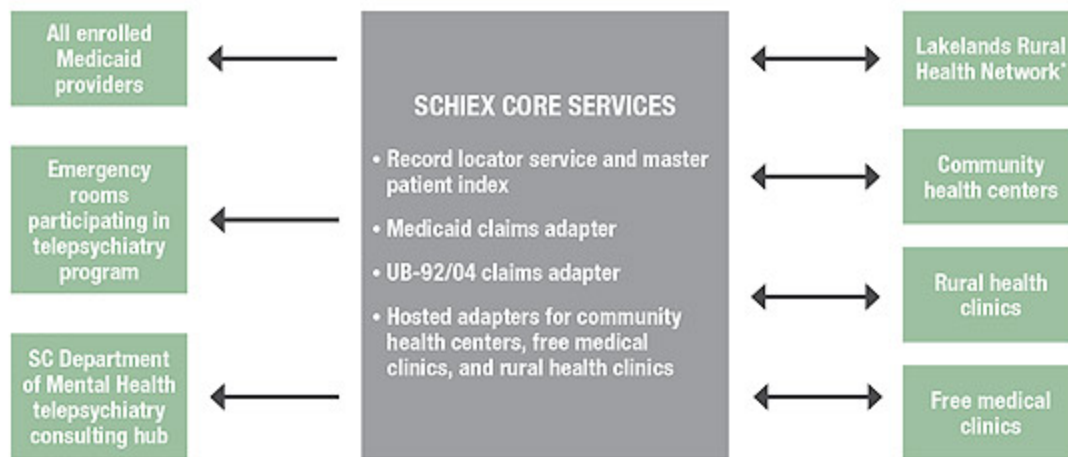 All enrolled
Medicaid
providers
Emergency
rooms
participating in
telepsychiatry
program
SC Department
of Mental Health
telepsychiatry
consulting hub
SCHIEX CORE SERVICES
• Record locator service and master
patient index
• Medicaid claims adapter
• UB-92/04 claims adapter
• Hosted adapters for community
health centers, free medical
clinics, and rural health clinics
Lakelands Rural
Health Network*
Community
health centers
Rural health
clinics
Free medical
clinics